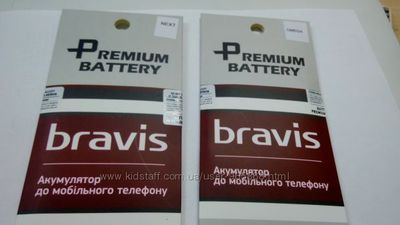 NEXT
PREMIUM
BATTERY
bravis
Акумулятор
до мобільного телефону
OMEGA
PREMIUM
BATTERY
bravis
Акумулятор
до мобільного телефону